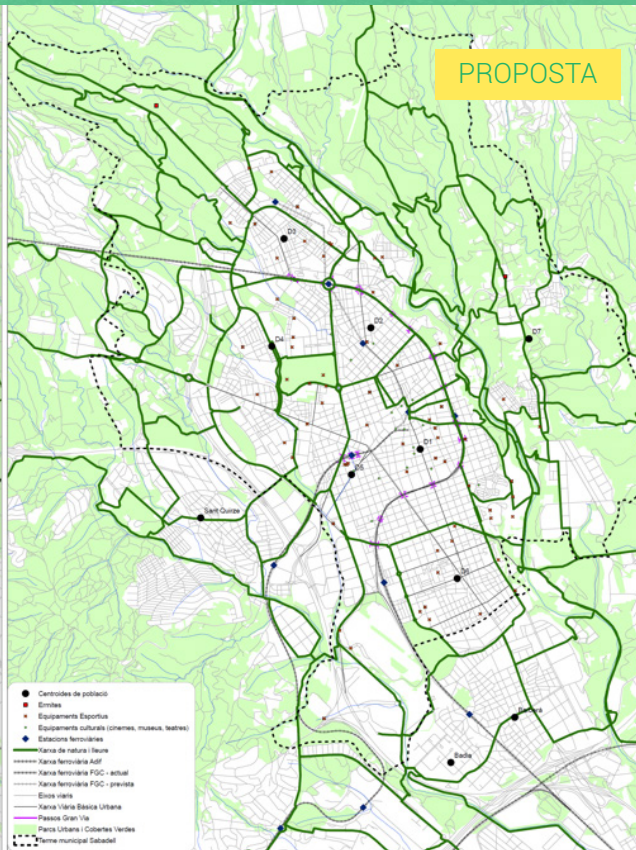 PROPOSTA
D3
D2
D7
D4
D1
D5
Sant Quirze
D6
Barberà
Badia
Centroides de població
Ermites
Equipaments Esportius
Equipaments culturals (cinemes, museus, teatres)
Estacions ferroviàries
Xarxa de natura i lleure
Xarxa ferroviària Adif
Xarxa ferroviària FGC - actual
Xarxa ferroviària FGC - prevista
Eixos viaris
Xarxa Viària Bàsica Urbana
Passos Gran Via
Parcs Urbans i Cobertes Verdes
Terme municipal Sabadell